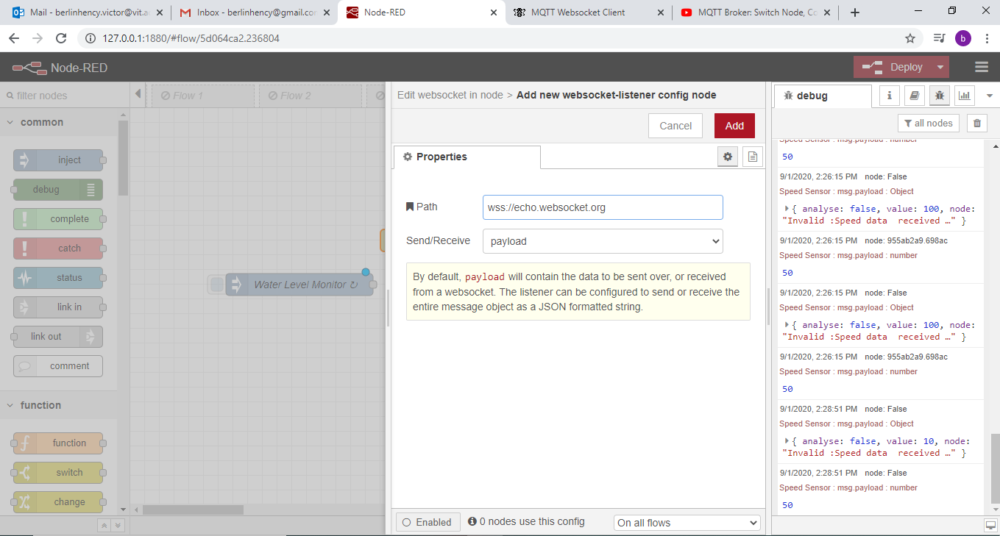 Mail - berlinhency.victor@vit.a
Inbox - berlinhency@gmail.co
Node-RED
MQTT Websocket Client
MQTT Broker: Switch Node, Co
127.0.0.1:1880/#flow/5d064ca2.236804
b
Node-RED
Deploy
filter nodes
Flow 1
Flow 2
common
inject
debug
complete
catch
status
link in
link out
comment
function
function
switch
change
Water Level Monitor ↻
Edit websocket in node > Add new websocket-listener config node
Cancel
Add
Properties
Path
wss://echo.websocket.org
Send/Receive
payload
By default, payload will contain the data to be sent over, or received
from a websocket. The listener can be configured to send or receive the
entire message object as a JSON formatted string.
Enabled
0 nodes use this config
On all flows
debug
all nodes
Speed Sensor : msg.payload : number
50
9/1/2020, 2:26:15 PM node: False
Speed Sensor : msg.payload : Object
{ analyse: false, value: 100, node:
"Invalid :Speed data received …" }
9/1/2020, 2:26:15 PM node: 955ab2a9.698ac
Speed Sensor : msg.payload : number
50
9/1/2020, 2:26:15 PM node: False
Speed Sensor : msg.payload : Object
{ analyse: false, value: 100, node:
"Invalid :Speed data received …" }
9/1/2020, 2:26:15 PM node: 955ab2a9.698ac
Speed Sensor : msg.payload : number
50
9/1/2020, 2:28:51 PM node: False
Speed Sensor : msg.payload : Object
{ analyse: false, value: 10, node:
"Invalid :Speed data received …" }
9/1/2020, 2:28:51 PM node: False
Speed Sensor : msg.payload : number
50